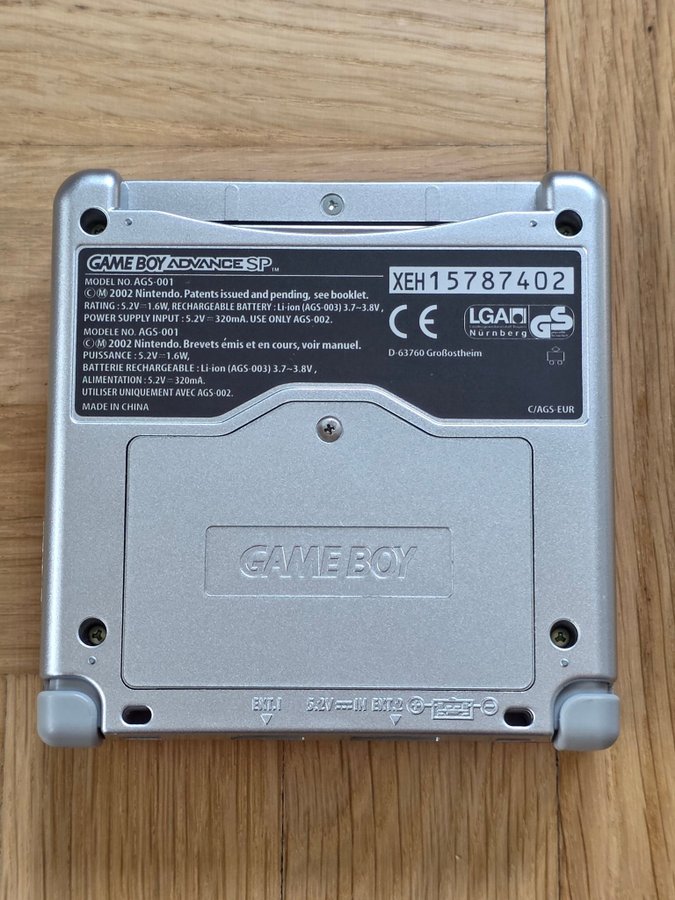 GAME BOY ADVANCE SP™
MODEL NO. AGS-001
ⒸⓂ 2002 Nintendo. Patents issued and pending, see booklet.
RATING : 5.2V⎓1.6W, RECHARGEABLE BATTERY : Li-ion (AGS-003) 3.7~3.8V,
POWER SUPPLY INPUT : 5.2V⎓320mA. USE ONLY AGS-002.
MODELE NO. AGS-001
ⒸⓂ 2002 Nintendo. Brevets émis et en cours, voir manuel.
PUISSANCE : 5.2V⎓1.6W,
BATTERIE RECHARGEABLE : Li-ion (AGS-003) 3.7~3.8V,
ALIMENTATION : 5.2V⎓320mA.
UTILISER UNIQUEMENT AVEC AGS-002.
MADE IN CHINA
XEH15787402
CE
LGA
Nürnberg
GS
D-63760 Großostheim
C/AGS-EUR
GAME BOY
EXT.1
5.2V⎓IN
EXT.2